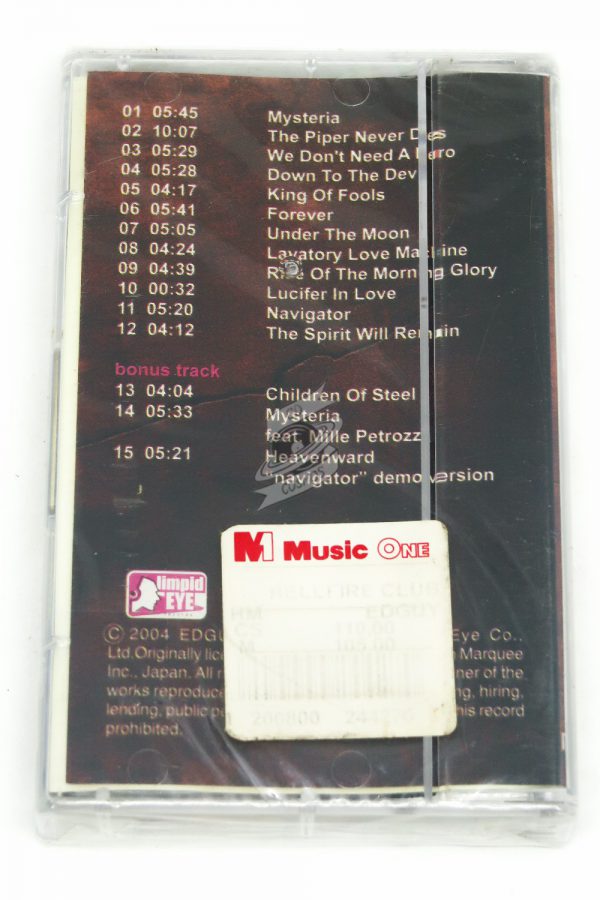 01 05:45 Mysteria
02 10:07 The Piper Never Dies
03 05:29 We Don't Need A Hero
04 05:28 Down To The Devil
05 04:17 King Of Fools
06 05:41 Forever
07 05:05 Under The Moon
08 04:24 Lavatory Love Machine
09 04:39 Rise Of The Morning Glory
10 00:32 Lucifer In Love
11 05:20 Navigator
12 04:12 The Spirit Will Remain
bonus track
13 04:04 Children Of Steel
14 05:33 Mysteria
feat. Mille Petrozza
15 05:21 Heavenward
"navigator" demo version
M Music One
HELLFIRE CLUB
HM EDGUY
CS 110.00
M 105.00
200800 244276
limpid
EYE
© 2004 EDGUY Eye Co.,
Ltd. Originally Marquee
Inc., Japan. All of the
works hiring,
lending, public this record
prohibited.